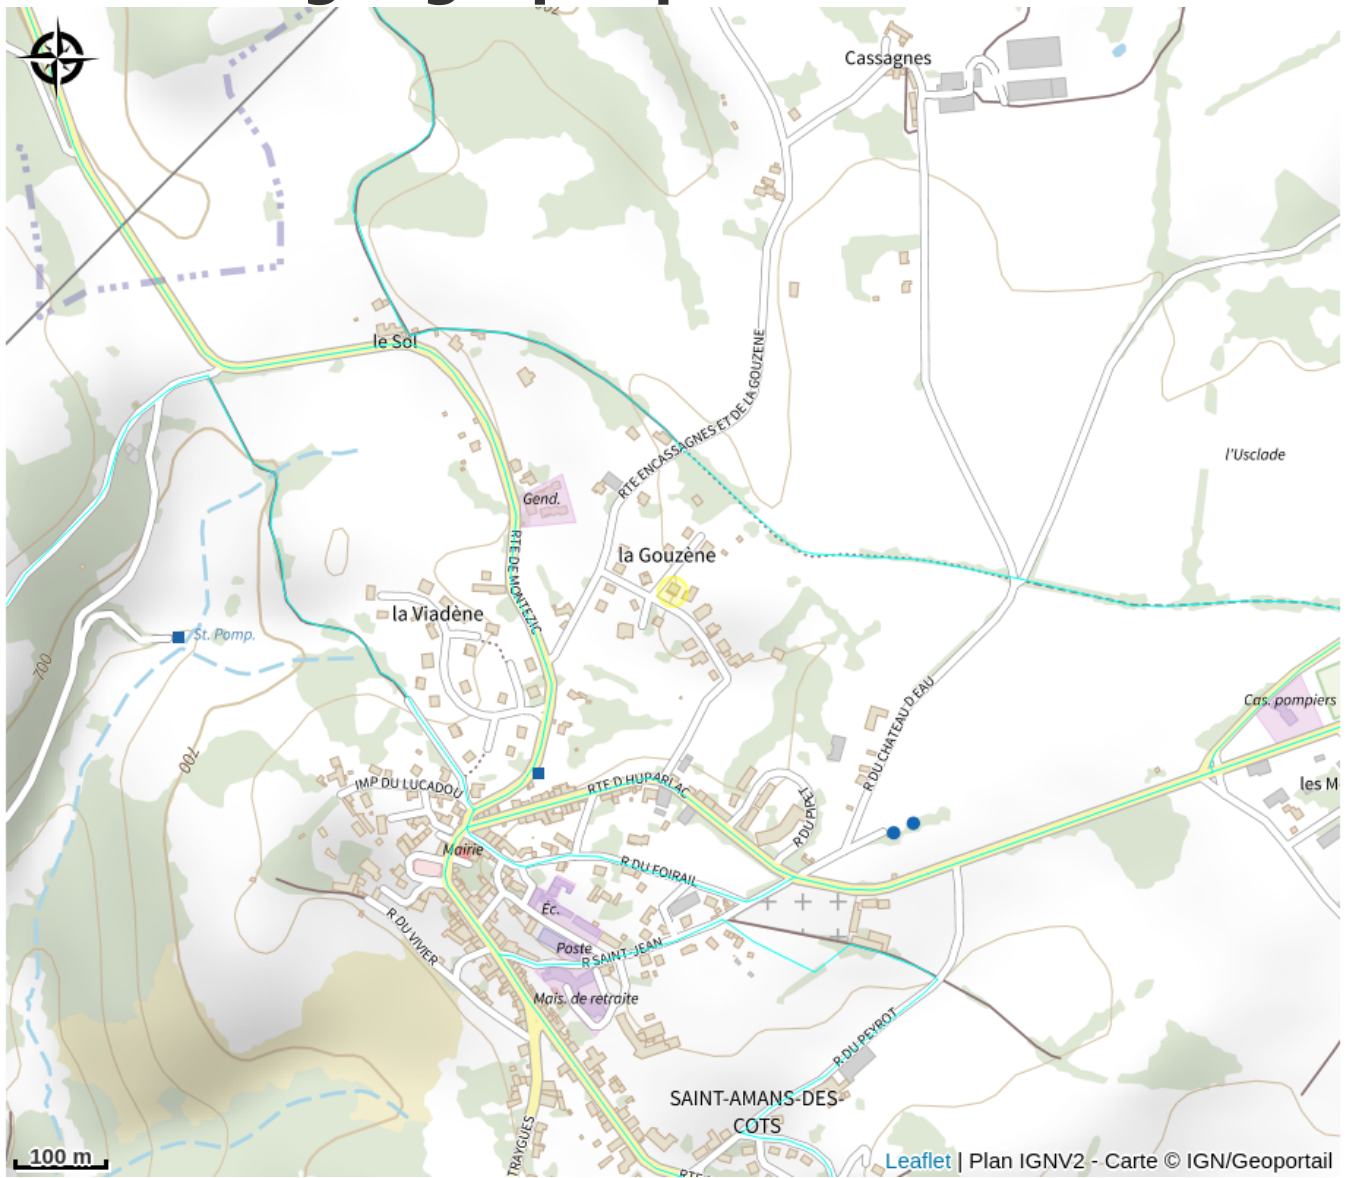 Cassagnes
le Sol
RTE ENCASSAGNES ET DE LA GOUZENE
l'Usclade
Gend.
la Gouzène
RTE DE MONTEZIC
la Viadène
St. Pomp.
700
Cas. pompiers
R DU CHATEAU D EAU
700
IMP DU LUCADOU
RTE D HUPARLAC
les M
R DU PIPET
Mairie
R DU FOIRAIL
Éc.
R DU VIVIER
Poste
R SAINT-JEAN
Mais. de retraite
R DU PEYROT
SAINT-AMANS-DES-
COTS
TRAYGUES
RTE
100 m
Leaflet | Plan IGNV2 - Carte © IGN/Geoportail